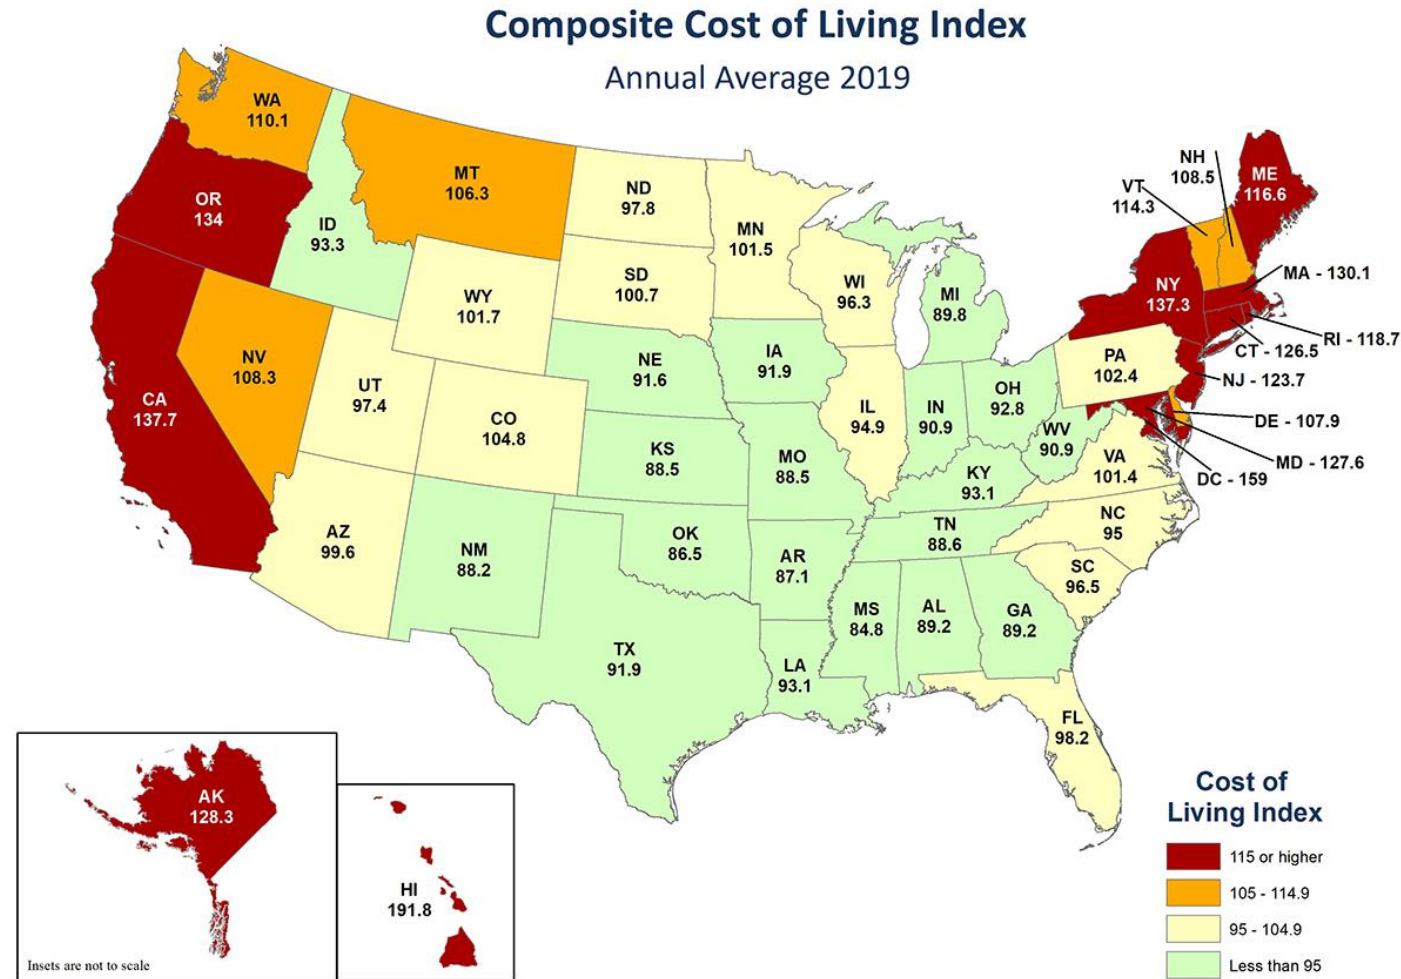 Composite Cost of Living Index
Annual Average 2019
WA
110.1
OR
134
CA
137.7
NV
108.3
ID
93.3
MT
106.3
WY
101.7
UT
97.4
CO
104.8
AZ
99.6
NM
88.2
ND
97.8
SD
100.7
NE
91.6
KS
88.5
OK
86.5
TX
91.9
MN
101.5
IA
91.9
MO
88.5
AR
87.1
LA
93.1
WI
96.3
IL
94.9
MI
89.8
IN
90.9
OH
92.8
KY
93.1
TN
88.6
MS
84.8
AL
89.2
GA
89.2
FL
98.2
SC
96.5
NC
95
VA
101.4
WV
90.9
PA
102.4
NY
137.3
VT
114.3
NH
108.5
ME
116.6
MA - 130.1
RI - 118.7
CT - 126.5
NJ - 123.7
DE - 107.9
MD - 127.6
DC - 159
AK
128.3
Insets are not to scale
HI
191.8
Cost of
Living Index
115 or higher
105 - 114.9
95 - 104.9
Less than 95